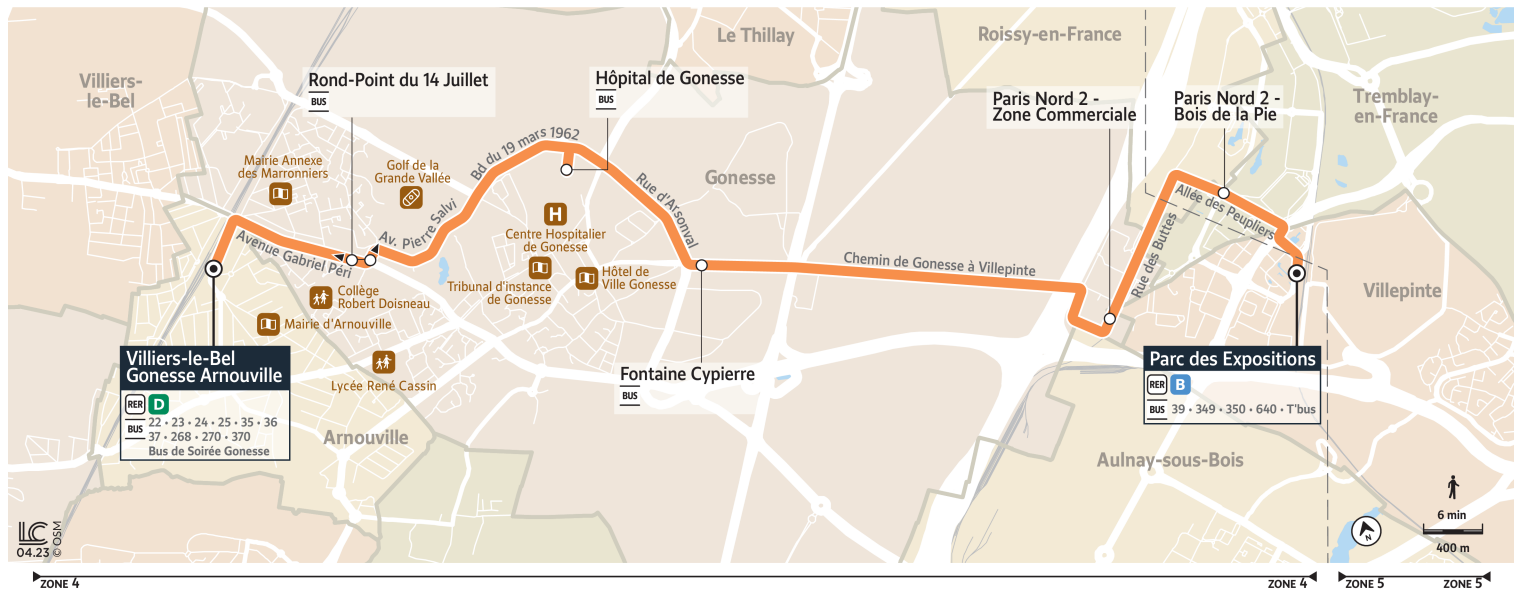 Le Thillay
Roissy-en-France
Villiers-
le-Bel
Rond-Point du 14 Juillet
BUS
Hôpital de Gonesse
BUS
Paris Nord 2 -
Zone Commerciale
Paris Nord 2 -
Bois de la Pie
Tremblay-
en-France
Mairie Annexe
des Marronniers
Golf de la
Grande Vallée
Bd du 19 mars 1962
Rue d'Arsonval
Gonesse
Allée des Peupliers
Avenue Gabriel Péri
Av. Pierre Salvi
H
Centre Hospitalier
de Gonesse
Rue des Buttes
Chemin de Gonesse à Villepinte
Collège
Robert Doisneau
Tribunal d'instance
de Gonesse
Hôtel de
Ville Gonesse
Villepinte
Mairie d'Arnouville
Villiers-le-Bel
Gonesse Arnouville
RER D
BUS
22 • 23 • 24 • 25 • 35 • 36
37 • 268 • 270 • 370
Bus de Soirée Gonesse
Lycée René Cassin
Fontaine Cypierre
BUS
Parc des Expositions
RER B
BUS 39 • 349 • 350 • 640 • T'bus
Arnouville
Aulnay-sous-Bois
LC
04.23
© OSM
N
6 min
400 m
ZONE 4
ZONE 4
ZONE 5
ZONE 5